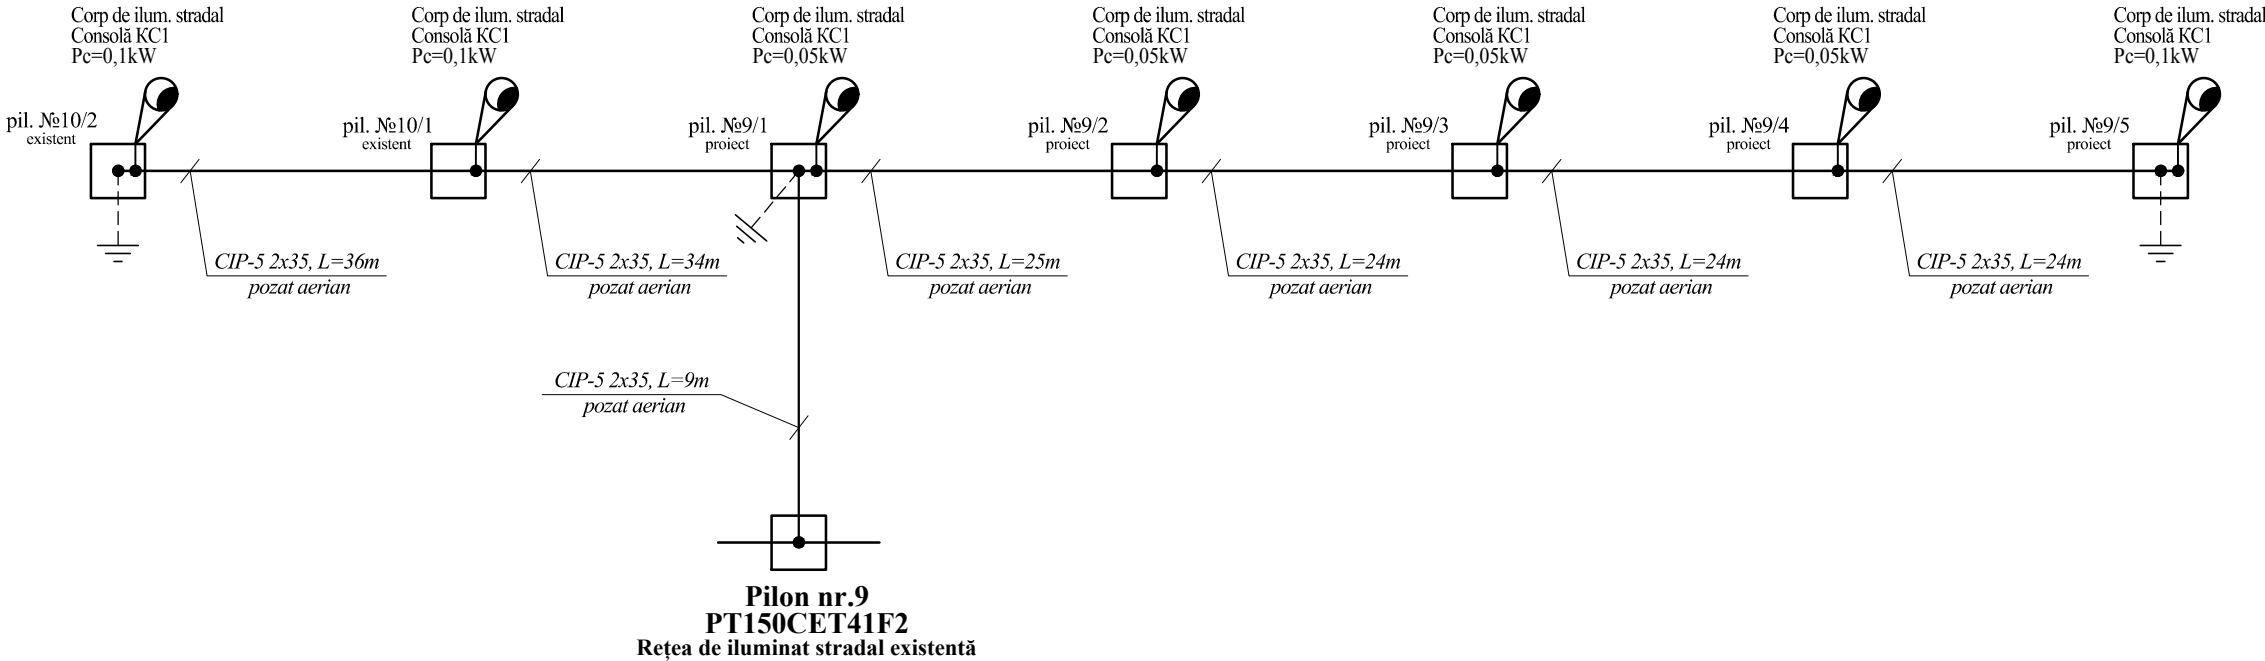 Corp de ilum. stradal
Consolă KC1
Pc=0,1kW
Corp de ilum. stradal
Consolă KC1
Pc=0,1kW
Corp de ilum. stradal
Consolă KC1
Pc=0,05kW
Corp de ilum. stradal
Consolă KC1
Pc=0,05kW
Corp de ilum. stradal
Consolă KC1
Pc=0,05kW
Corp de ilum. stradal
Consolă KC1
Pc=0,05kW
Corp de ilum. stradal
Consolă KC1
Pc=0,1kW
pil. №10/2
existent
pil. №10/1
existent
pil. №9/1
proiect
pil. №9/2
proiect
pil. №9/3
proiect
pil. №9/4
proiect
pil. №9/5
proiect
CIP-5 2x35, L=36m
pozat aerian
CIP-5 2x35, L=34m
pozat aerian
CIP-5 2x35, L=25m
pozat aerian
CIP-5 2x35, L=24m
pozat aerian
CIP-5 2x35, L=24m
pozat aerian
CIP-5 2x35, L=24m
pozat aerian
CIP-5 2x35, L=9m
pozat aerian
Pilon nr.9
PT150CET41F2
Rețea de iluminat stradal existentă